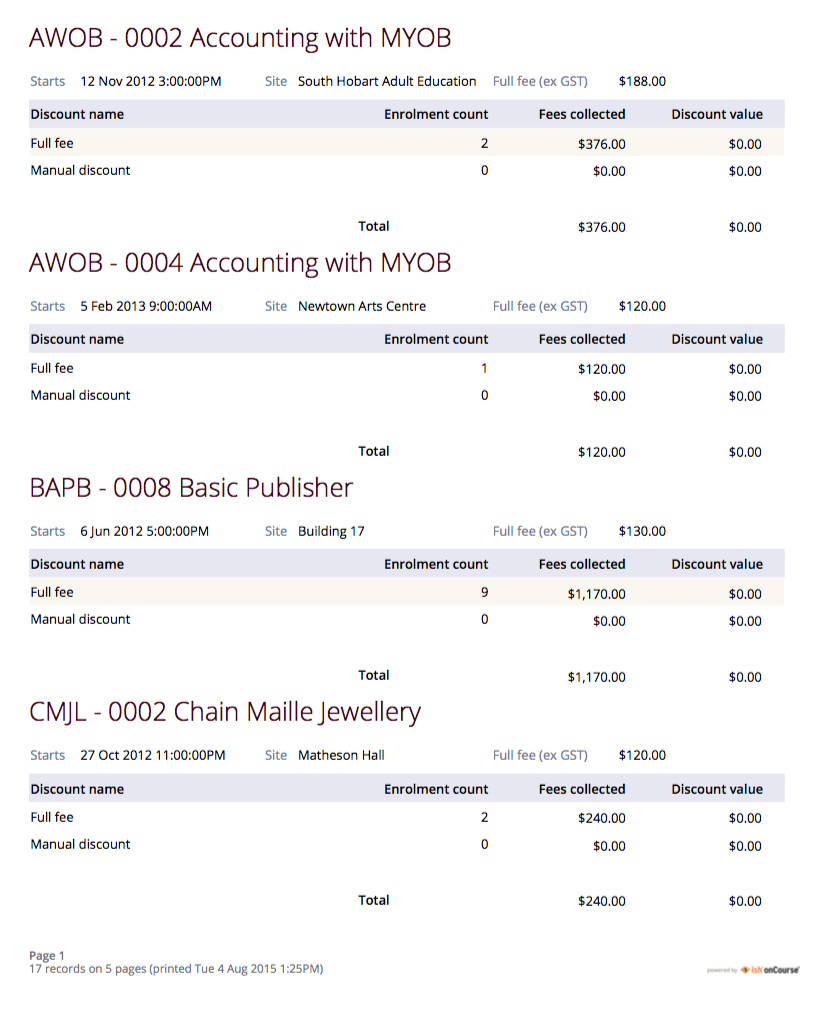 AWOB - 0002 Accounting with MYOB
Starts 12 Nov 2012 3:00:00PM Site South Hobart Adult Education Full fee (ex GST) $188.00
Discount name Enrolment count Fees collected Discount value
Full fee 2 $376.00 $0.00
Manual discount 0 $0.00 $0.00
Total $376.00 $0.00
AWOB - 0004 Accounting with MYOB
Starts 5 Feb 2013 9:00:00AM Site Newtown Arts Centre Full fee (ex GST) $120.00
Discount name Enrolment count Fees collected Discount value
Full fee 1 $120.00 $0.00
Manual discount 0 $0.00 $0.00
Total $120.00 $0.00
BAPB - 0008 Basic Publisher
Starts 6 Jun 2012 5:00:00PM Site Building 17 Full fee (ex GST) $130.00
Discount name Enrolment count Fees collected Discount value
Full fee 9 $1,170.00 $0.00
Manual discount 0 $0.00 $0.00
Total $1,170.00 $0.00
CMJL - 0002 Chain Maille Jewellery
Starts 27 Oct 2012 11:00:00PM Site Matheson Hall Full fee (ex GST) $120.00
Discount name Enrolment count Fees collected Discount value
Full fee 2 $240.00 $0.00
Manual discount 0 $0.00 $0.00
Total $240.00 $0.00
Page 1
17 records on 5 pages (printed Tue 4 Aug 2015 1:25PM)
powered by ish onCourse